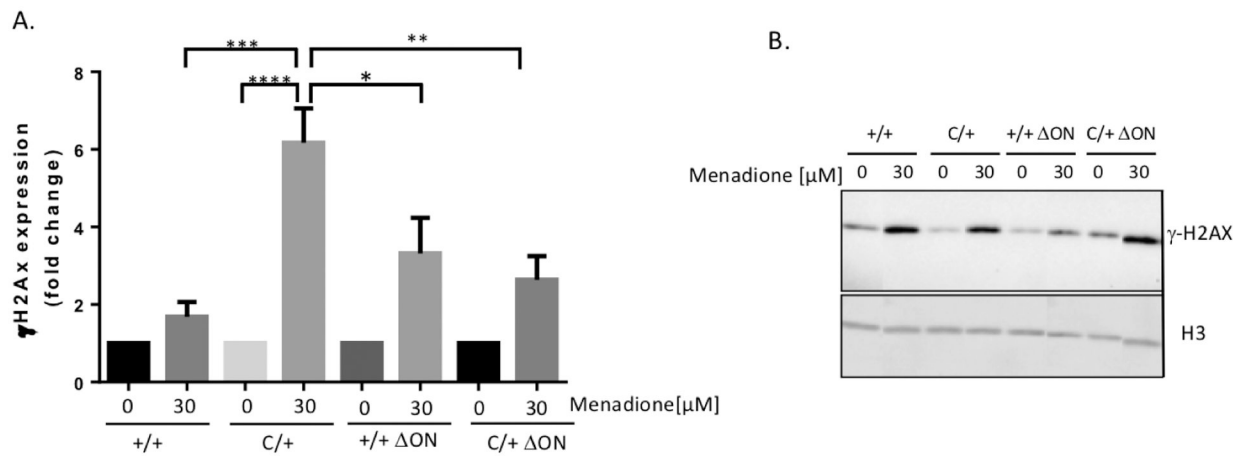 A.
***
**
****
*
8
6
4
2
0
γH2Ax expression
(fold change)
0 30 0 30 0 30 0 30 Menadione[µM]
+/+ C/+ +/+ ΔON C/+ ΔON
B.
+/+ C/+ +/+ ΔON C/+ ΔON
Menadione [µM] 0 30 0 30 0 30 0 30
γ-H2AX
H3